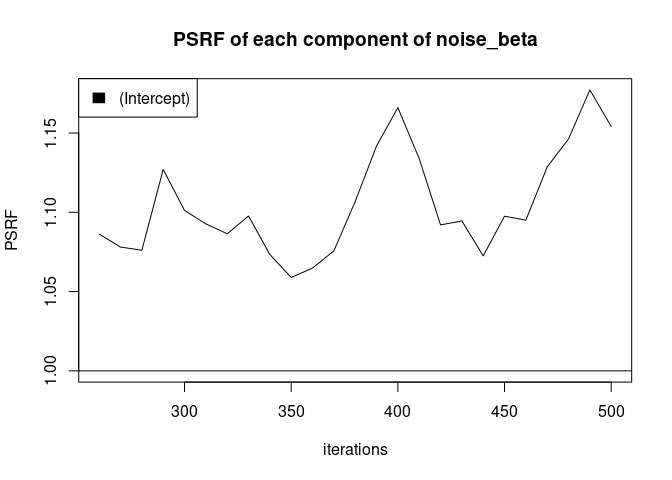 PSRF of each component of noise_beta
(Intercept)
PSRF
1.15
1.10
1.05
1.00
300 350 400 450 500
iterations